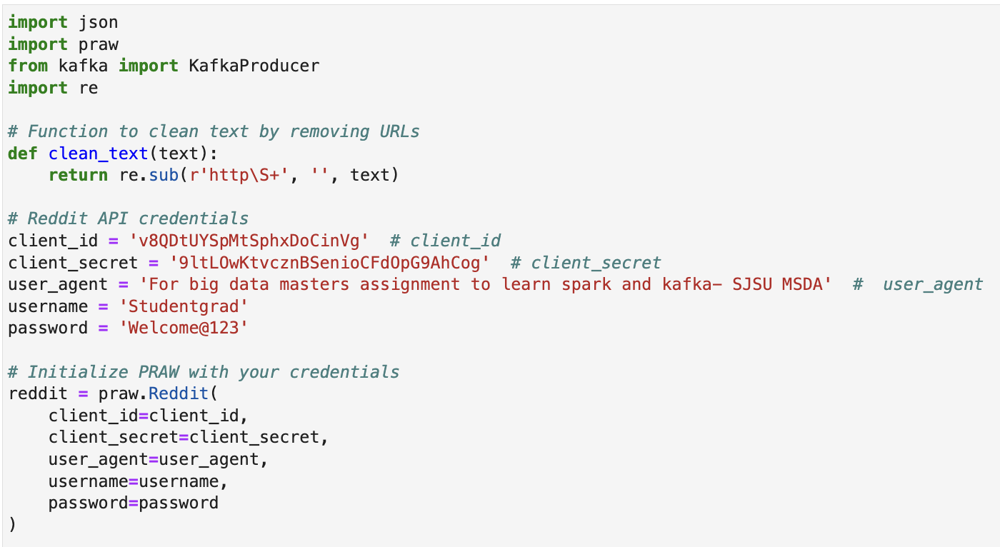 import json
import praw
from kafka import KafkaProducer
import re
# Function to clean text by removing URLs
def clean_text(text):
    return re.sub(r'http\S+', '', text)
# Reddit API credentials
client_id = 'v8QDtUYSpMtSphxDoCinVg'  # client_id
client_secret = '9ltLOwKtvcznBSenioCFdOpG9AhCog'  # client_secret
user_agent = 'For big data masters assignment to learn spark and kafka– SJSU MSDA'  #  user_agent
username = 'Studentgrad'
password = 'Welcome@123'
# Initialize PRAW with your credentials
reddit = praw.Reddit(
    client_id=client_id,
    client_secret=client_secret,
    user_agent=user_agent,
    username=username,
    password=password
)